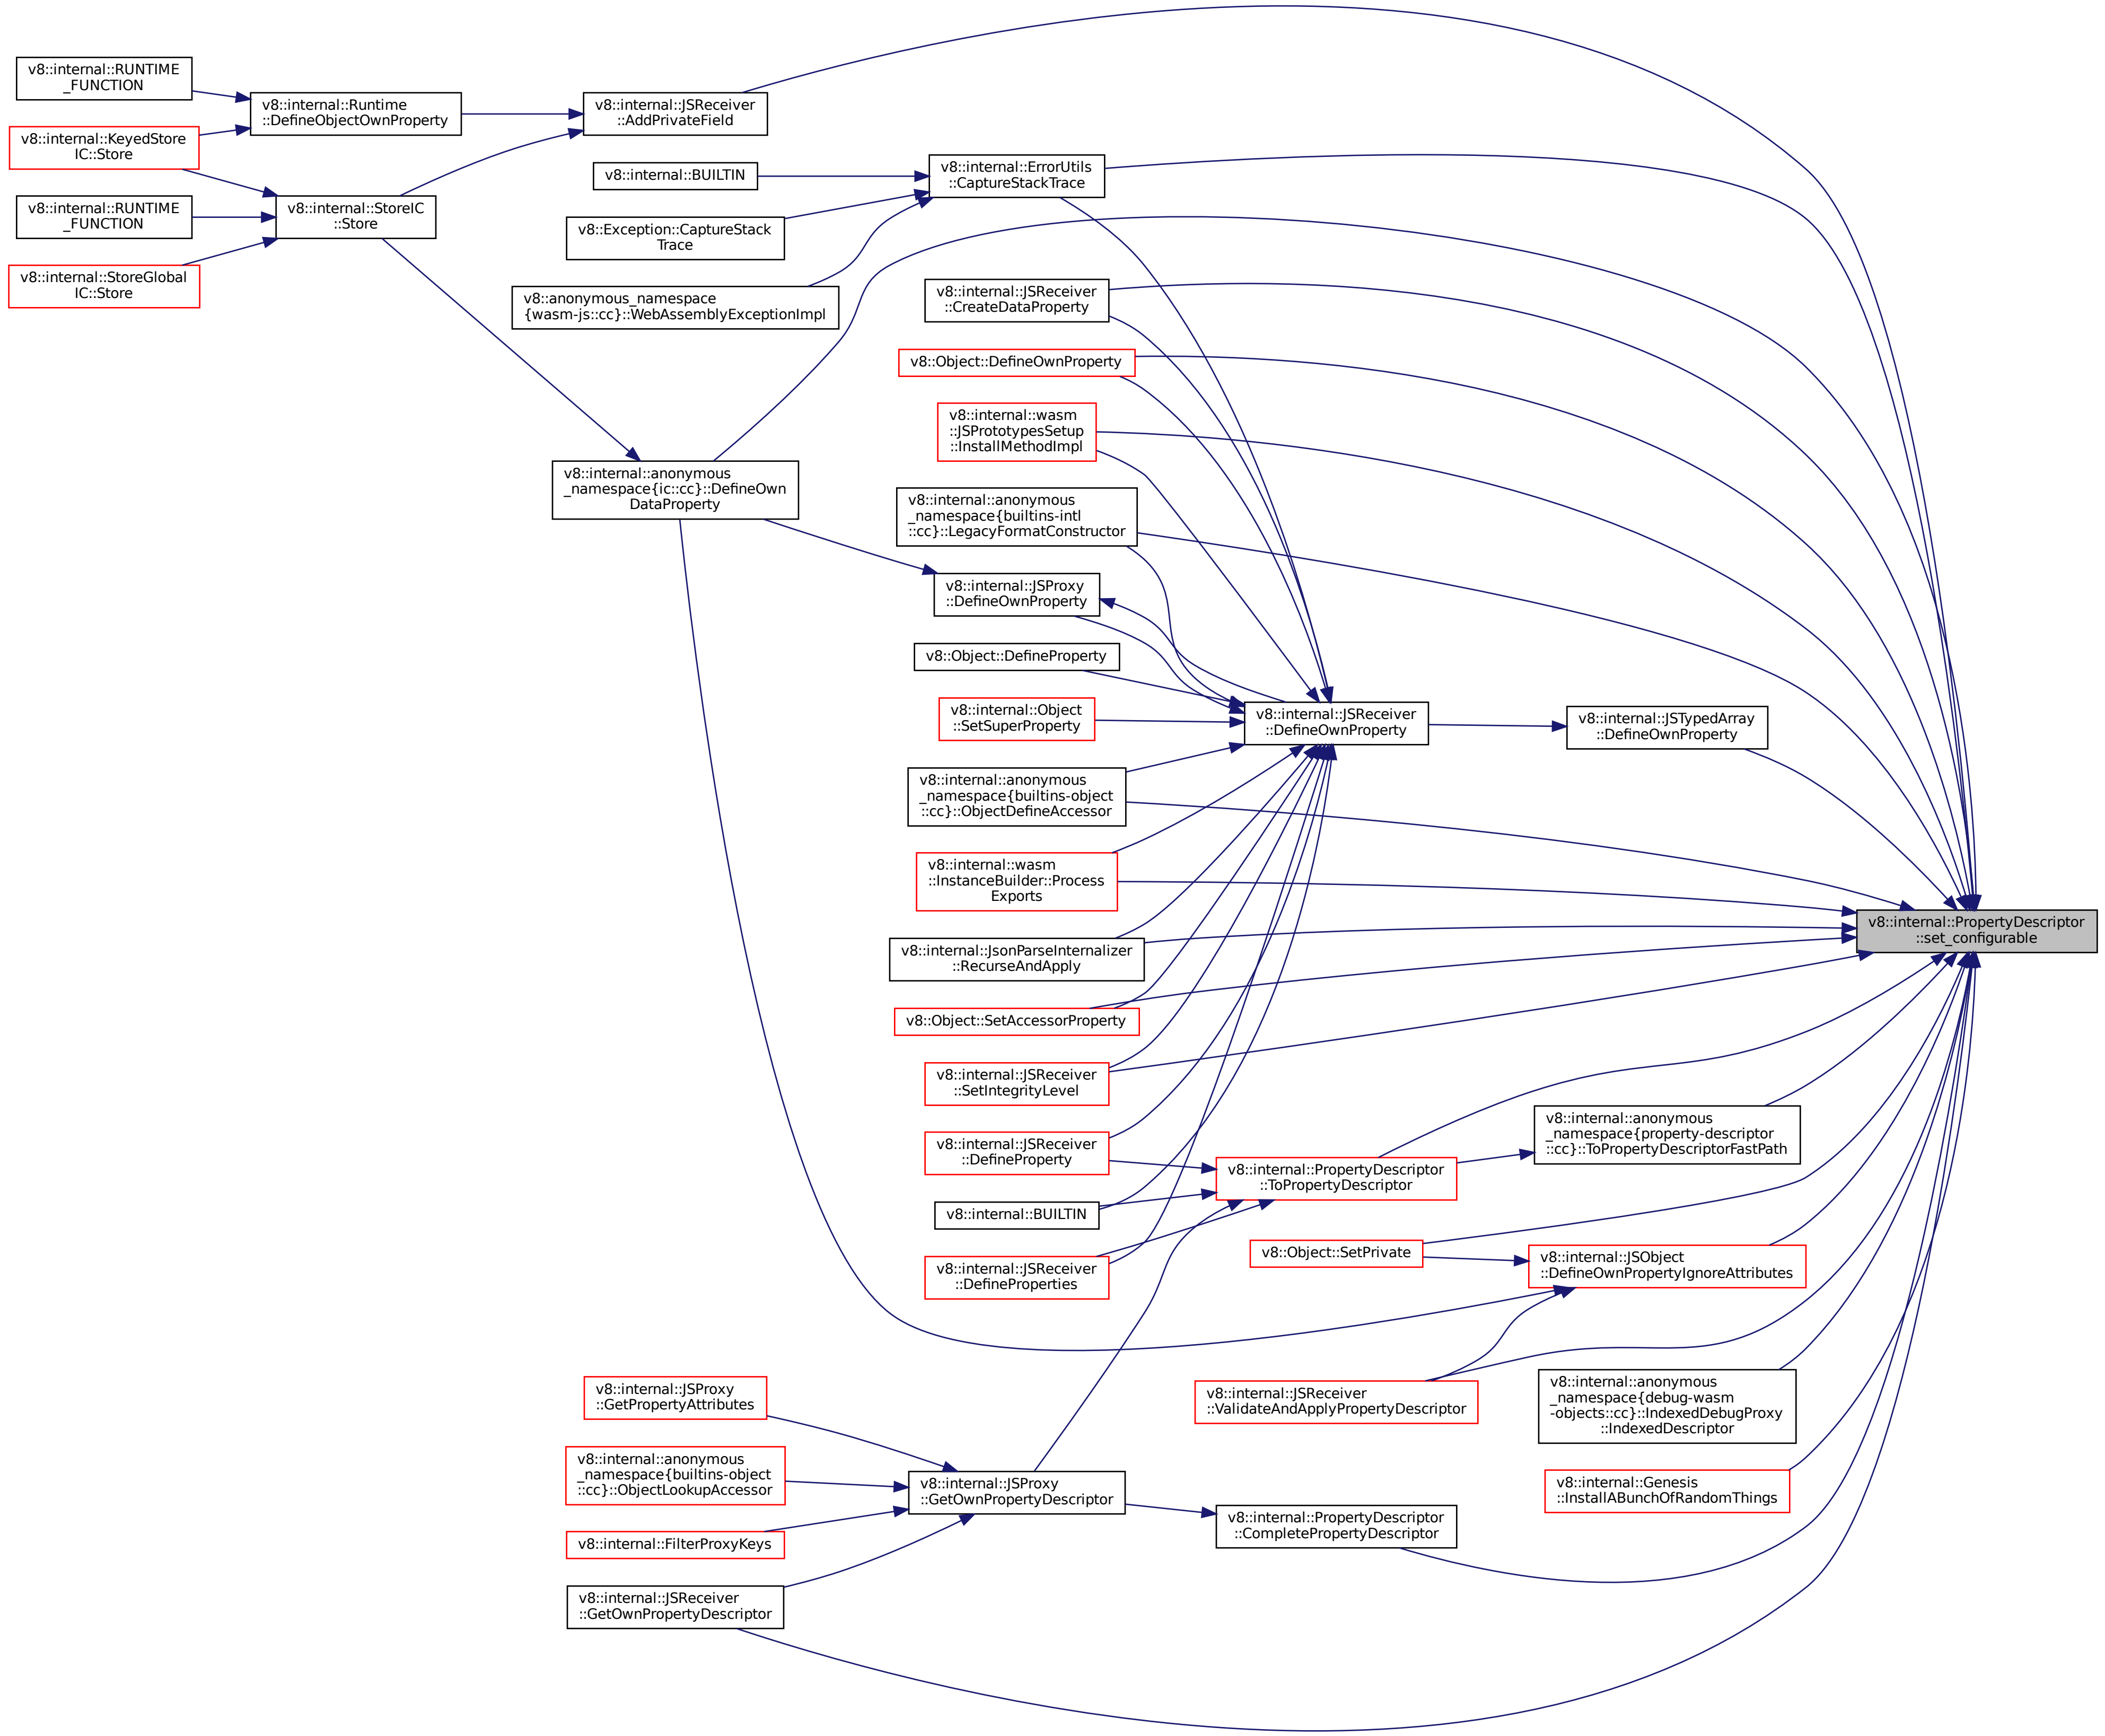 v8::internal::RUNTIME
_FUNCTION
v8::internal::KeyedStore
IC::Store
v8::internal::RUNTIME
_FUNCTION
v8::internal::StoreGlobal
IC::Store
v8::internal::Runtime
::DefineObjectOwnProperty
v8::internal::StoreIC
::Store
v8::internal::JSReceiver
::AddPrivateField
v8::internal::BUILTIN
v8::Exception::CaptureStack
Trace
v8::anonymous_namespace
{wasm-js::cc}::WebAssemblyExceptionImpl
v8::internal::anonymous
_namespace{ic::cc}::DefineOwn
DataProperty
v8::internal::JSProxy
::GetPropertyAttributes
v8::internal::anonymous
_namespace{builtins-object
::cc}::ObjectLookupAccessor
v8::internal::FilterProxyKeys
v8::internal::JSReceiver
::GetOwnPropertyDescriptor
v8::internal::ErrorUtils
::CaptureStackTrace
v8::internal::JSReceiver
::CreateDataProperty
v8::Object::DefineOwnProperty
v8::internal::wasm
::JSPrototypesSetup
::InstallMethodImpl
v8::internal::anonymous
_namespace{builtins-intl
::cc}::LegacyFormatConstructor
v8::internal::JSProxy
::DefineOwnProperty
v8::Object::DefineProperty
v8::internal::Object
::SetSuperProperty
v8::internal::anonymous
_namespace{builtins-object
::cc}::ObjectDefineAccessor
v8::internal::wasm
::InstanceBuilder::Process
Exports
v8::internal::JsonParseInternalizer
::RecurseAndApply
v8::Object::SetAccessorProperty
v8::internal::JSReceiver
::SetIntegrityLevel
v8::internal::JSReceiver
::DefineProperty
v8::internal::BUILTIN
v8::internal::JSReceiver
::DefineProperties
v8::internal::JSProxy
::GetOwnPropertyDescriptor
v8::internal::JSReceiver
::DefineOwnProperty
v8::internal::PropertyDescriptor
::ToPropertyDescriptor
v8::Object::SetPrivate
v8::internal::JSReceiver
::ValidateAndApplyPropertyDescriptor
v8::internal::PropertyDescriptor
::CompletePropertyDescriptor
v8::internal::JSTypedArray
::DefineOwnProperty
v8::internal::anonymous
_namespace{property-descriptor
::cc}::ToPropertyDescriptorFastPath
v8::internal::JSObject
::DefineOwnPropertyIgnoreAttributes
v8::internal::anonymous
_namespace{debug-wasm
-objects::cc}::IndexedDebugProxy
::IndexedDescriptor
v8::internal::Genesis
::InstallABunchOfRandomThings
v8::internal::PropertyDescriptor
::set_configurable